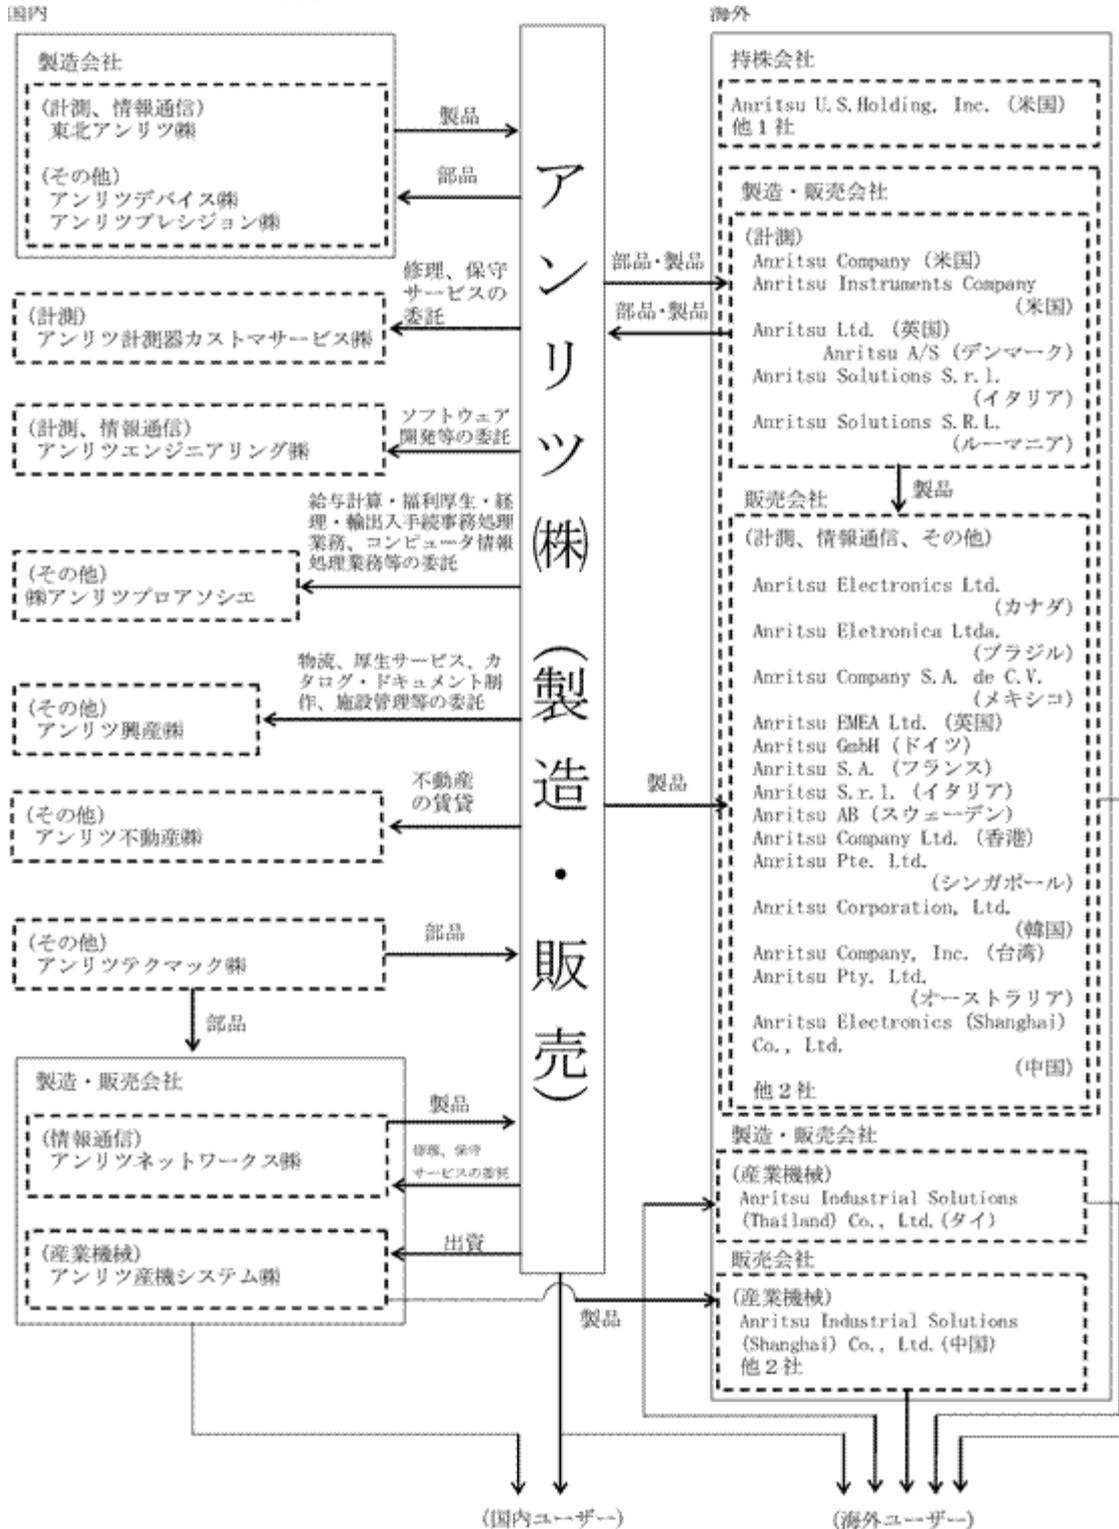 国内
製造会社
(計測、情報通信)
東北アンリツ㈱
(その他)
アンリツデバイス㈱
アンリツプレシジョン㈱
製品
部品
修理、保守
サービスの
委託
(計測)
アンリツ計測器カストマサービス㈱
(計測、情報通信)
アンリツエンジニアリング㈱
ソフトウェア
開発等の委託
給与計算・福利厚生・経
理・輸出入手続事務処理
業務、コンピュータ情報
処理業務等の委託
(その他)
㈱アンリツプロアソシエ
物流、厚生サービス、カ
タログ・ドキュメント制
作、施設管理等の委託
(その他)
アンリツ興産㈱
不動産
の賃貸
(その他)
アンリツ不動産㈱
(その他)
アンリツテクマック㈱
部品
部品
製造・販売会社
(情報通信)
アンリツネットワークス㈱
製品
修理、保守
サービスの委託
(産業機械)
アンリツ産機システム㈱
出資
アンリツ㈱(製造・販売)
部品・製品
部品・製品
製品
製品
海外
持株会社
Anritsu U.S.Holding, Inc. (米国)
他1社
製造・販売会社
(計測)
Anritsu Company (米国)
Anritsu Instruments Company
(米国)
Anritsu Ltd. (英国)
Anritsu A/S (デンマーク)
Anritsu Solutions S.r.l.
(イタリア)
Anritsu Solutions S.R.L.
(ルーマニア)
製品
販売会社
(計測、情報通信、その他)
Anritsu Electronics Ltd.
(カナダ)
Anritsu Eletronica Ltda.
(ブラジル)
Anritsu Company S.A. de C.V.
(メキシコ)
Anritsu EMEA Ltd. (英国)
Anritsu GmbH (ドイツ)
Anritsu S.A. (フランス)
Anritsu S.r.l. (イタリア)
Anritsu AB (スウェーデン)
Anritsu Company Ltd. (香港)
Anritsu Pte. Ltd.
(シンガポール)
Anritsu Corporation, Ltd.
(韓国)
Anritsu Company, Inc. (台湾)
Anritsu Pty. Ltd.
(オーストラリア)
Anritsu Electronics (Shanghai)
Co., Ltd.
(中国)
他2社
製造・販売会社
(産業機械)
Anritsu Industrial Solutions
(Thailand) Co., Ltd.(タイ)
販売会社
(産業機械)
Anritsu Industrial Solutions
(Shanghai) Co., Ltd.(中国)
他2社
(国内ユーザー)
(海外ユーザー)